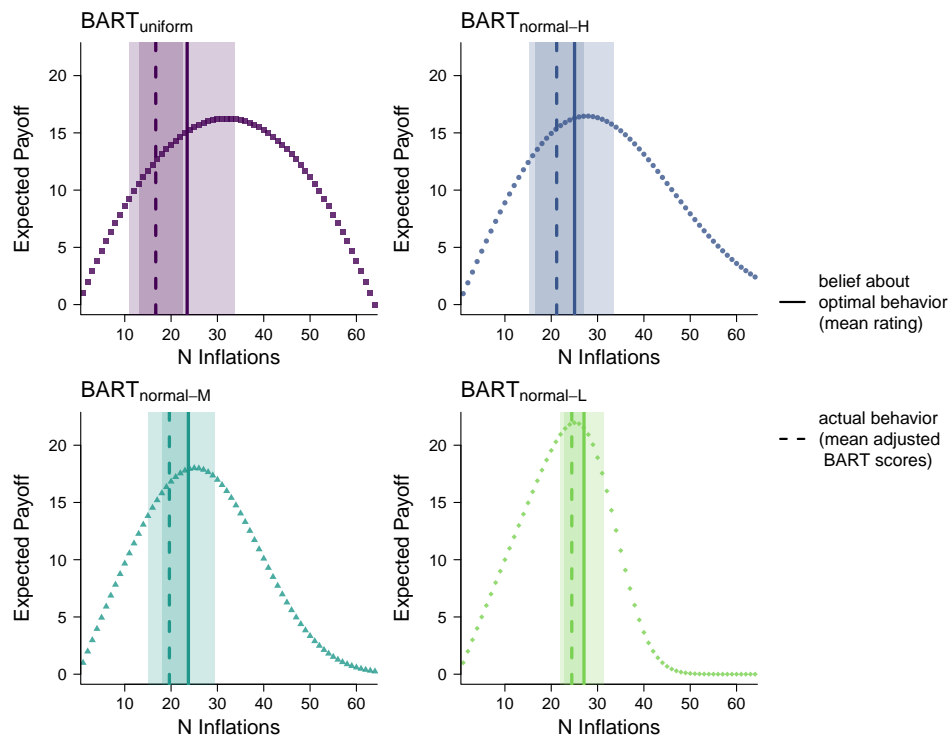 BARTuniform
BARTnormal–H
20
15
10
5
0
Expected Payoff
10 20 30 40 50 60
N Inflations
20
15
10
5
0
Expected Payoff
10 20 30 40 50 60
N Inflations
belief about
optimal behavior
(mean rating)
BARTnormal–M
BARTnormal–L
20
15
10
5
0
Expected Payoff
10 20 30 40 50 60
N Inflations
20
15
10
5
0
Expected Payoff
10 20 30 40 50 60
N Inflations
actual behavior
(mean adjusted
BART scores)